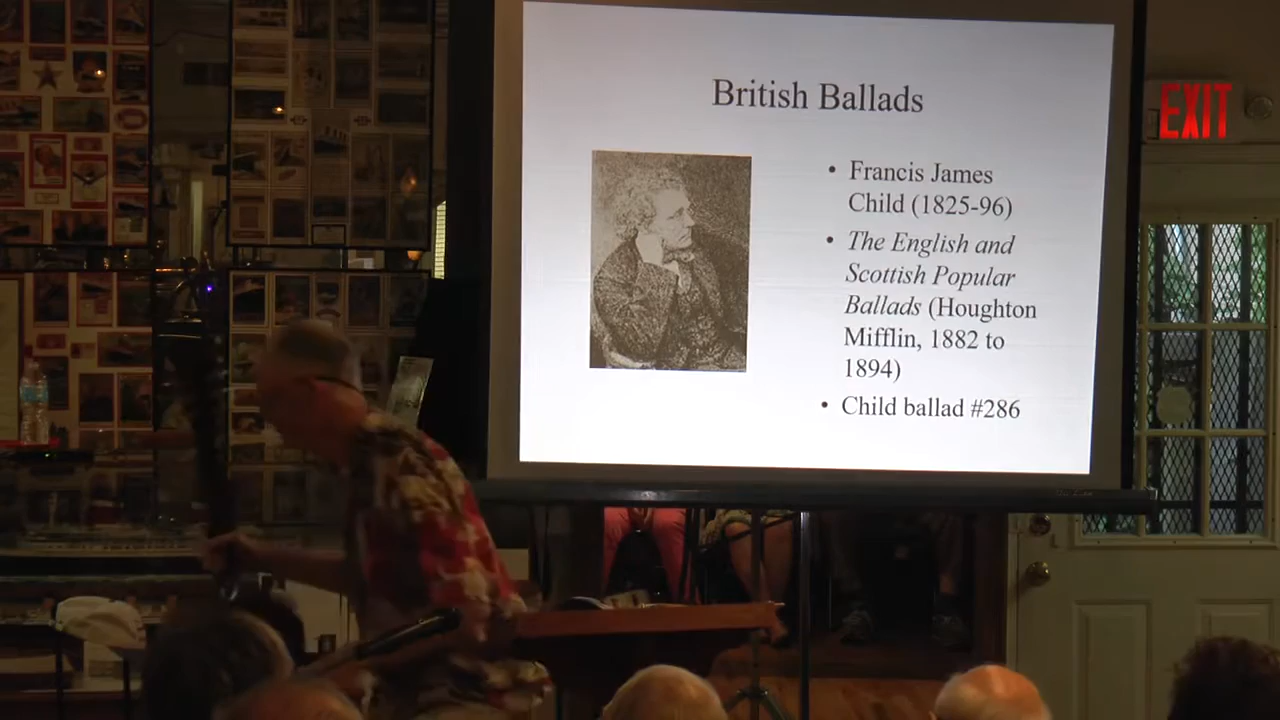 British Ballads
• Francis James
Child (1825-96)
• The English and
Scottish Popular
Ballads (Houghton
Mifflin, 1882 to
1894)
• Child ballad #286
EXIT